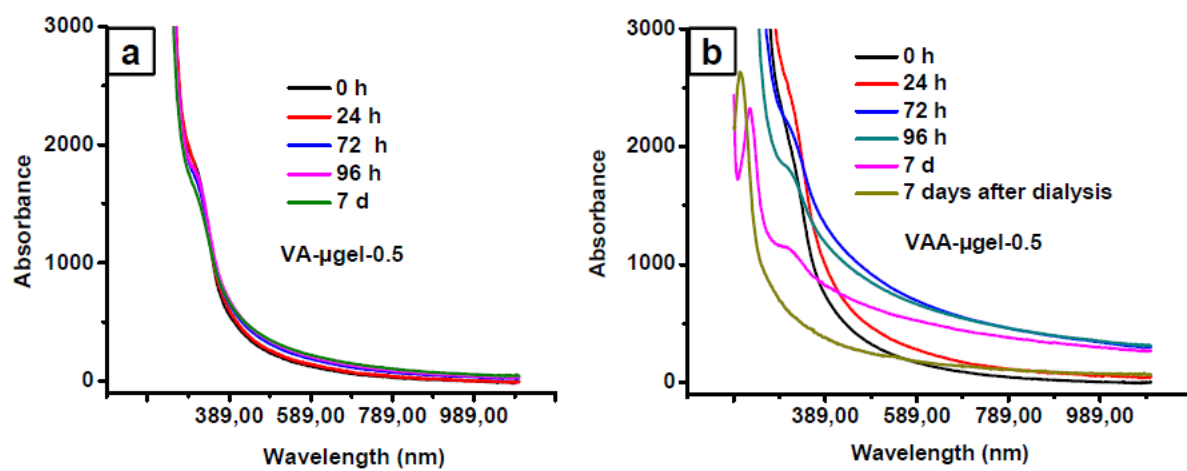 a
3000
2000
1000
0
Absorbance
0 h
24 h
72 h
96 h
7 d
VA-µgel-0.5
389,00 589,00 789,00 989,00
Wavelength (nm)
b
3000
2000
1000
0
Absorbance
0 h
24 h
72 h
96 h
7 d
7 days after dialysis
VAA-µgel-0.5
389,00 589,00 789,00 989,00
Wavelength (nm)